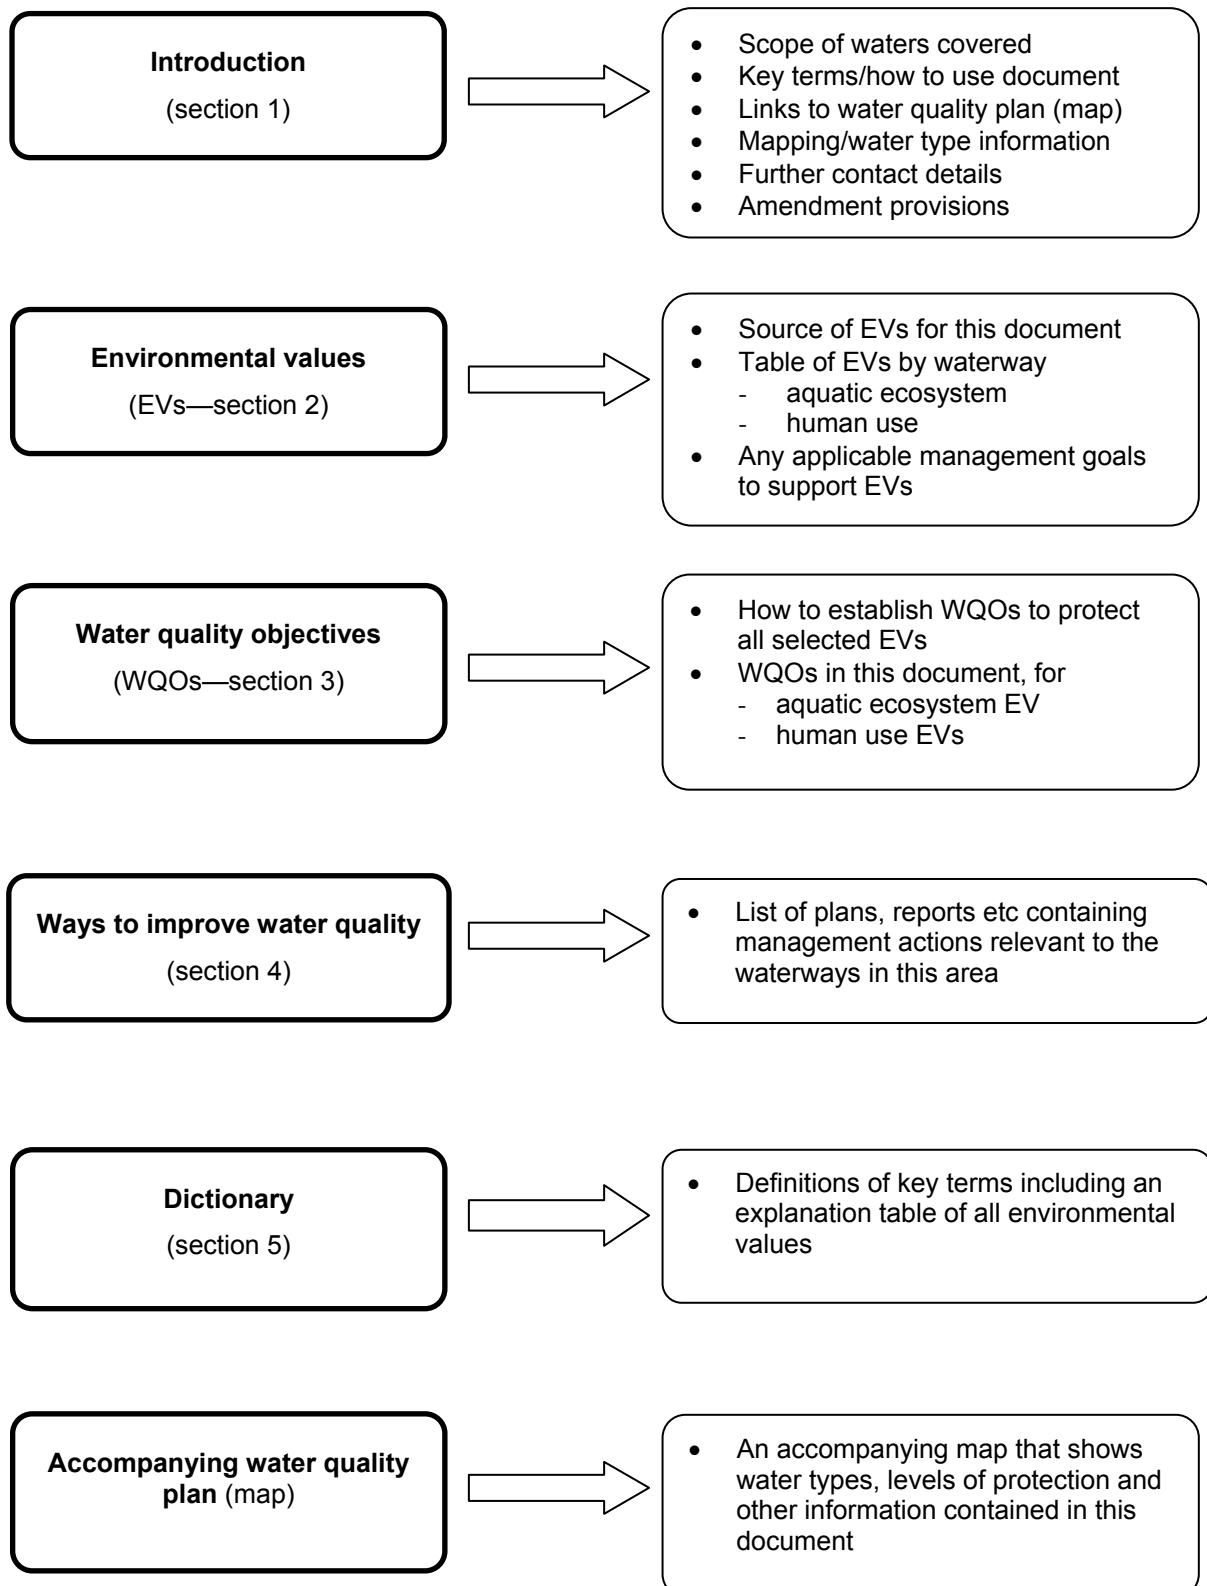 Introduction
(section 1)
• Scope of waters covered
• Key terms/how to use document
• Links to water quality plan (map)
• Mapping/water type information
• Further contact details
• Amendment provisions
Environmental values
(EVs—section 2)
• Source of EVs for this document
• Table of EVs by waterway
- aquatic ecosystem
- human use
• Any applicable management goals
to support EVs
Water quality objectives
(WQOs—section 3)
• How to establish WQOs to protect
all selected EVs
• WQOs in this document, for
- aquatic ecosystem EV
- human use EVs
Ways to improve water quality
(section 4)
• List of plans, reports etc containing
management actions relevant to the
waterways in this area
Dictionary
(section 5)
• Definitions of key terms including an
explanation table of all environmental
values
Accompanying water quality
plan (map)
• An accompanying map that shows
water types, levels of protection and
other information contained in this
document